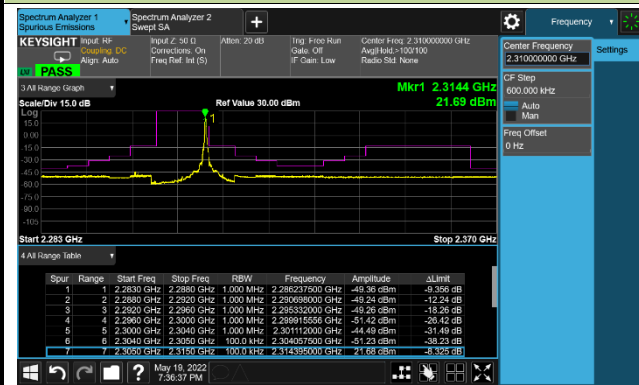 Spectrum Analyzer 1
Spurious Emissions
Spectrum Analyzer 2
Swept SA
+
Frequency
KEYSIGHT
Input: RF
Coupling: DC
Align: Auto
Input Z: 50 Ω
Corrections: On
Freq Ref: Int (S)
Atten: 20 dB
Trig: Free Run
Gate: Off
IF Gain: Low
Center Freq: 2.310000000 GHz
Avg|Hold:>100/100
Radio Std: None
PASS
3 All Range Graph
Mkr1 2.3144 GHz
Scale/Div 15.0 dB
Ref Value 30.00 dBm
21.69 dBm
Log
15.0
0.00
-15.0
-30.0
-45.0
-60.0
-75.0
-90.0
-105
1
Start 2.283 GHz
Stop 2.370 GHz
4 All Range Table
Spur Range Start Freq Stop Freq RBW Frequency Amplitude ΔLimit
1 1 2.2830 GHz 2.2880 GHz 1.000 MHz 2.286237500 GHz -49.36 dBm -9.356 dB
2 2 2.2880 GHz 2.2920 GHz 1.000 MHz 2.290698000 GHz -49.24 dBm -12.24 dB
3 3 2.2920 GHz 2.2960 GHz 1.000 MHz 2.295332000 GHz -49.26 dBm -18.26 dB
4 4 2.2960 GHz 2.3000 GHz 1.000 MHz 2.299915556 GHz -51.42 dBm -26.42 dB
5 5 2.3000 GHz 2.3040 GHz 1.000 MHz 2.301112000 GHz -44.49 dBm -31.49 dB
6 6 2.3040 GHz 2.3050 GHz 100.0 kHz 2.304057500 GHz -51.23 dBm -38.23 dB
7 7 2.3050 GHz 2.3150 GHz 100.0 kHz 2.314395000 GHz 21.68 dBm -8.325 dB
Center Frequency
2.310000000 GHz
Settings
CF Step
600.000 kHz
Auto
Man
Freq Offset
0 Hz
?
May 19, 2022
7:36:37 PM